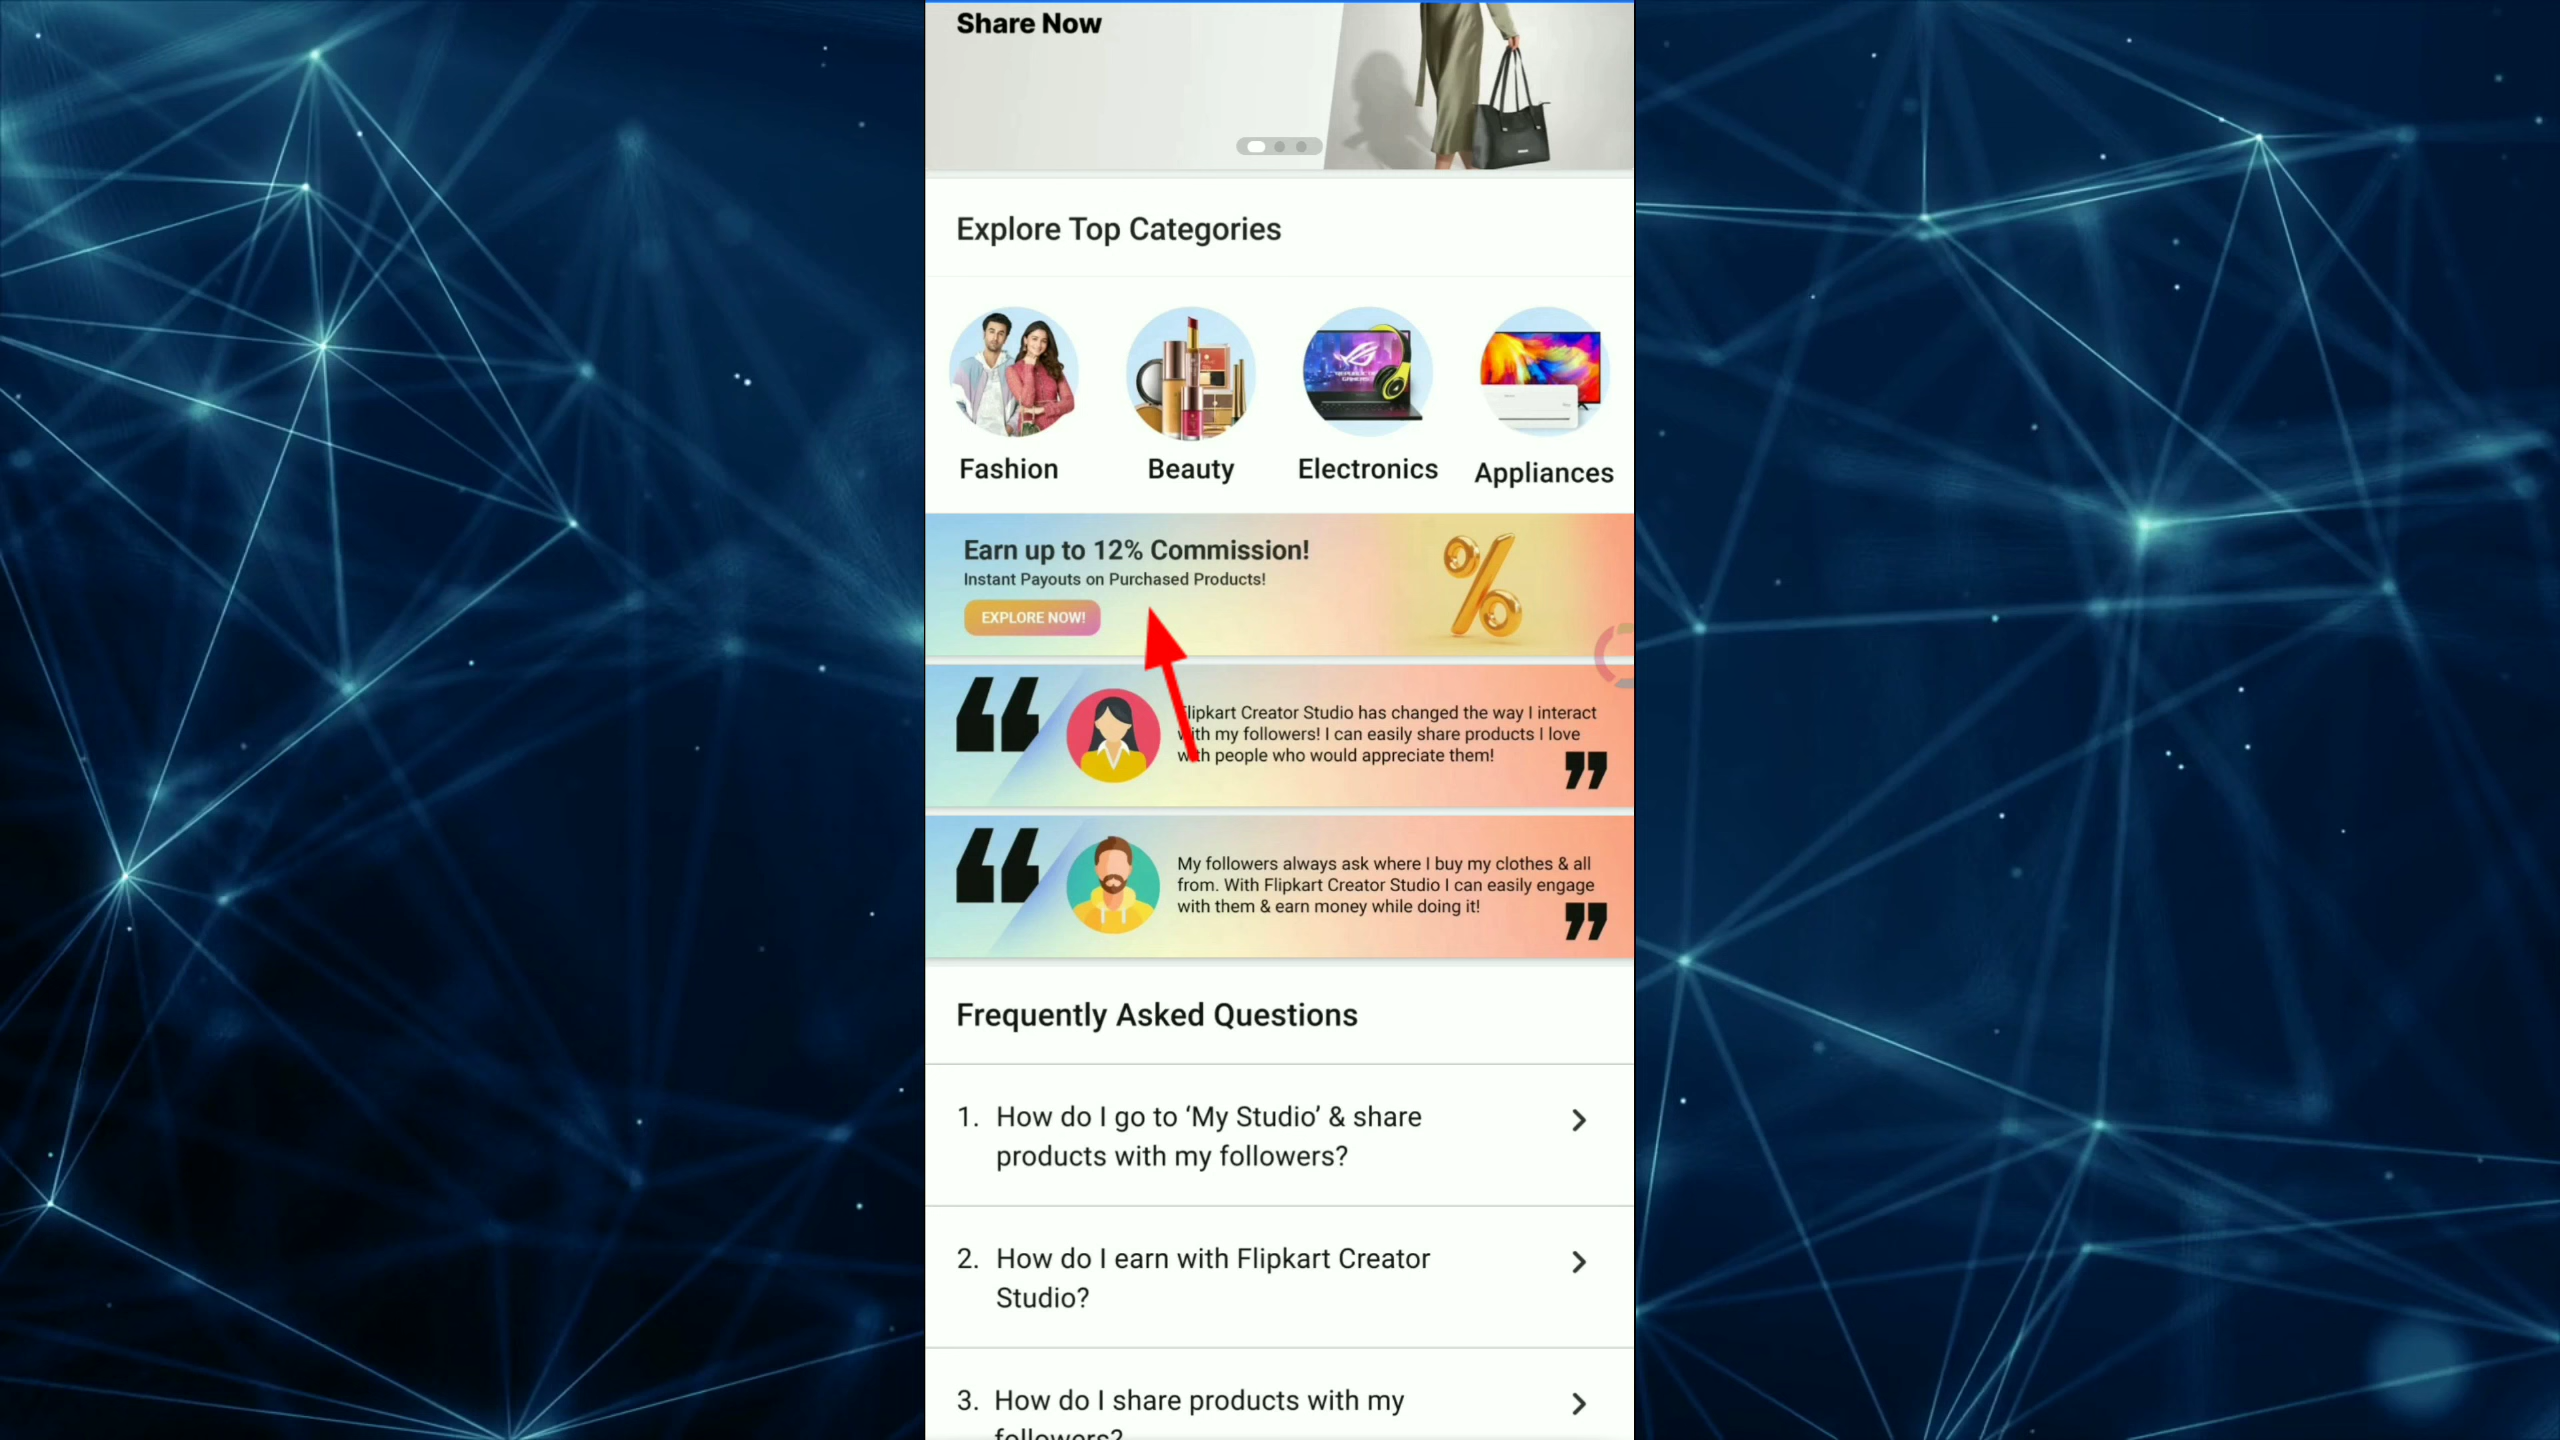 Share Now
Explore Top Categories
Fashion
Beauty
Electronics
Appliances
Earn up to 12% Commission!
Instant Payouts on Purchased Products!
EXPLORE NOW!
Flipkart Creator Studio has changed the way I interact
with my followers! I can easily share products I love
with people who would appreciate them!
My followers always ask where I buy my clothes & all
from. With Flipkart Creator Studio I can easily engage
with them & earn money while doing it!
Frequently Asked Questions
1. How do I go to ‘My Studio’ & share
products with my followers?
2. How do I earn with Flipkart Creator
Studio?
3. How do I share products with my
followers?